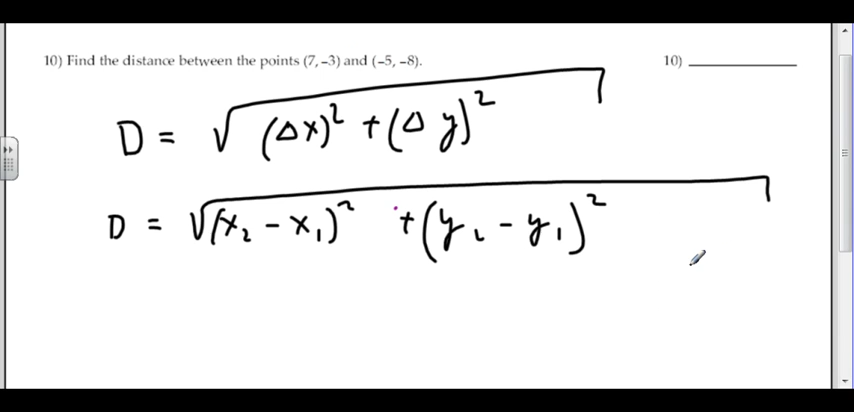 10) Find the distance between the points (7, –3) and (–5, –8). 10) ____________
D = √(Δx)² + (Δy)²
D = √(x₂ - x₁)² + (y₂ - y₁)²